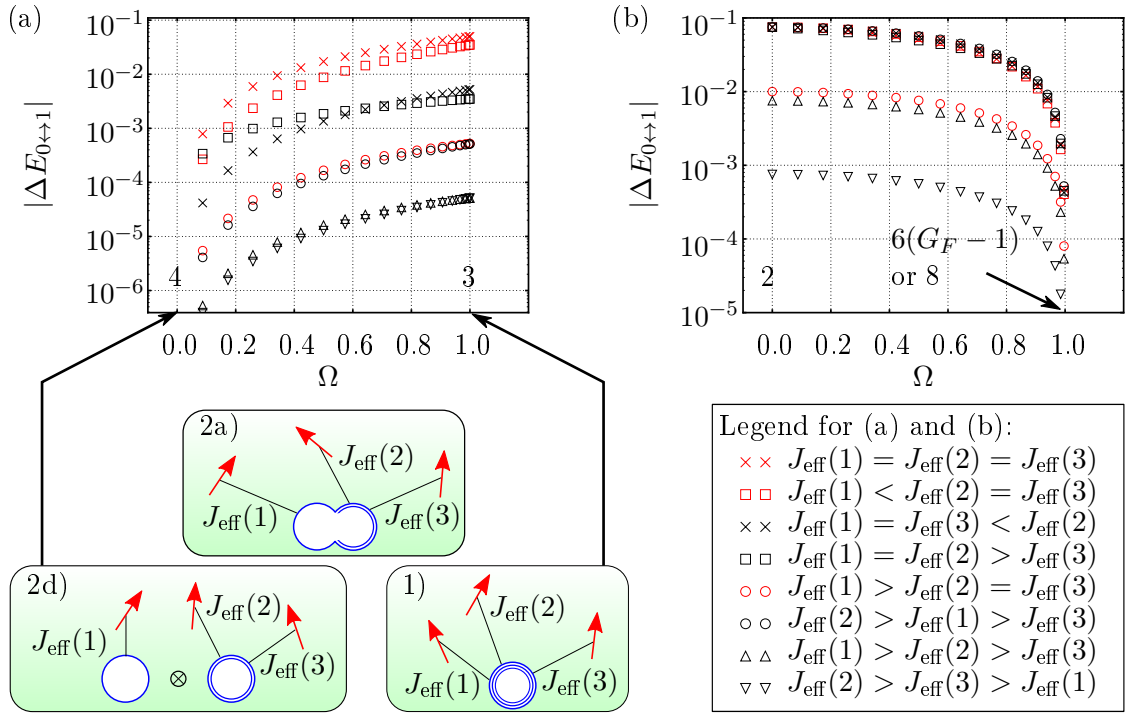 (a)
|ΔE₀↔₁|
10⁻¹
10⁻²
10⁻³
10⁻⁴
10⁻⁵
10⁻⁶
4
3
0.0 0.2 0.4 0.6 0.8 1.0
Ω
(b)
|ΔE₀↔₁|
10⁻¹
10⁻²
10⁻³
10⁻⁴
10⁻⁵
6(G_F − 1)
or 8
2
0.0 0.2 0.4 0.6 0.8 1.0
Ω
2a)
J_eff(1)
J_eff(2)
J_eff(3)
2d)
J_eff(1)
⊗
J_eff(2)
J_eff(3)
1)
J_eff(1)
J_eff(2)
J_eff(3)
Legend for (a) and (b):
× × J_eff(1) = J_eff(2) = J_eff(3)
□ □ J_eff(1) < J_eff(2) = J_eff(3)
× × J_eff(1) = J_eff(3) < J_eff(2)
□ □ J_eff(1) = J_eff(2) > J_eff(3)
○ ○ J_eff(1) > J_eff(2) = J_eff(3)
○ ○ J_eff(2) > J_eff(1) > J_eff(3)
△ △ J_eff(1) > J_eff(2) > J_eff(3)
▽ ▽ J_eff(2) > J_eff(3) > J_eff(1)